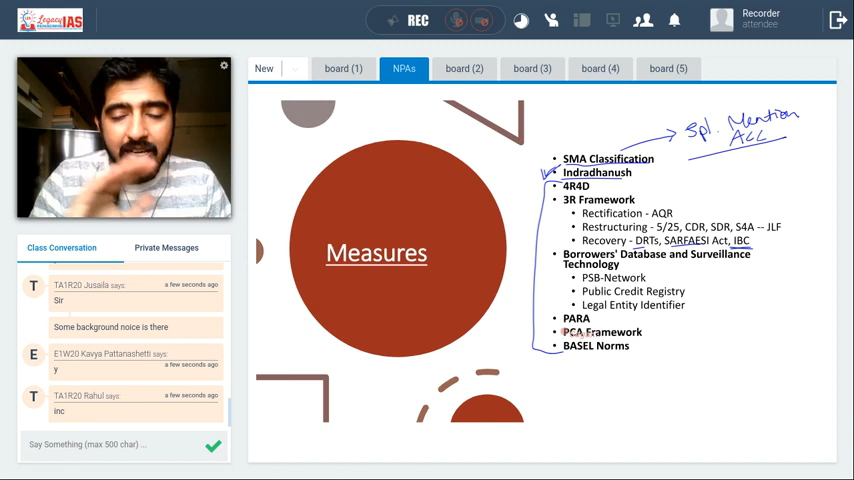 Legacy
IAS
REC
Recorder
attendee
New
board (1)
NPAs
board (2)
board (3)
board (4)
board (5)
Spl. Mention
Acc
Measures
• SMA Classification
• Indradhanush
• 4R4D
• 3R Framework
• Rectification - AQR
• Restructuring - 5/25, CDR, SDR, S4A -- JLF
• Recovery - DRTs, SARFAESI Act, IBC
• Borrowers' Database and Surveillance
Technology
• PSB-Network
• Public Credit Registry
• Legal Entity Identifier
• PARA
• PCA Framework
• BASEL Norms
Class Conversation
Private Messages
T
TA1R20 Jusaila says:
a few seconds ago
Sir
Some background noice is there
E
E1W20 Kavya Pattanashetti says:
a few seconds ago
y
T
TA1R20 Rahul says:
a few seconds ago
inc
Say Something (max 500 char) ...